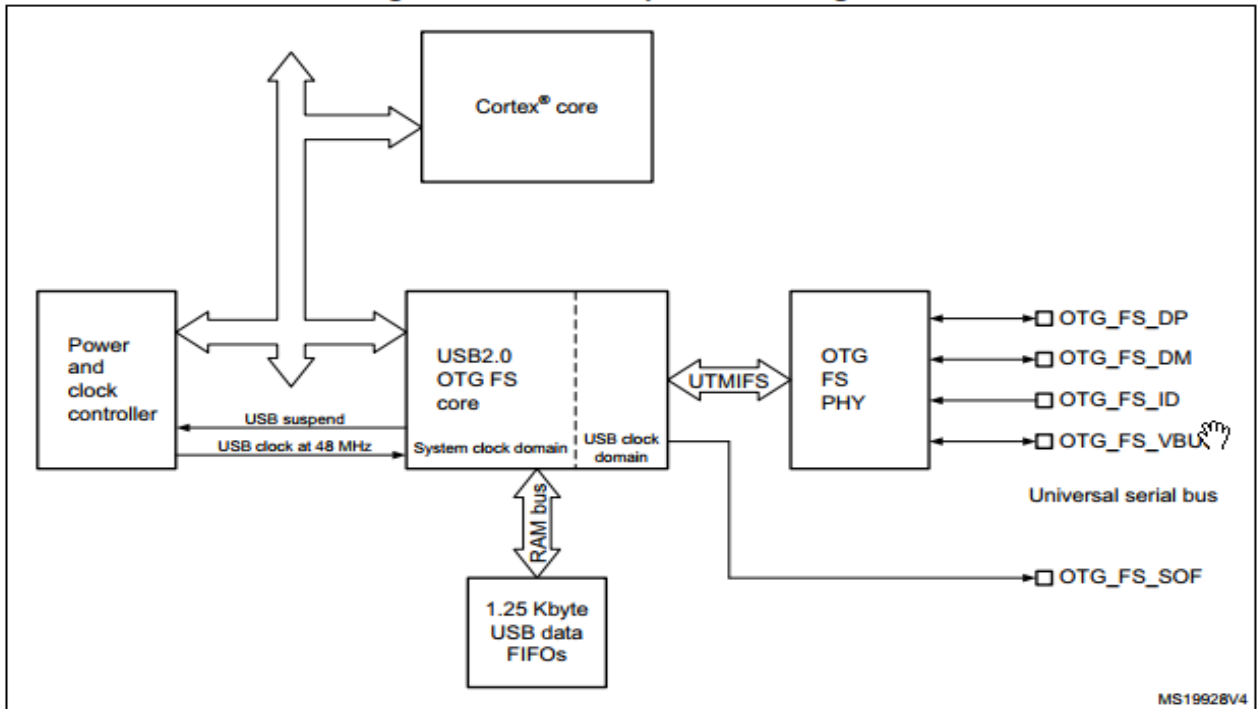 Cortex® core
Power
and
clock
controller
USB suspend
USB clock at 48 MHz
USB2.0
OTG FS
core
System clock domain
USB clock
domain
UTMIFS
OTG
FS
PHY
OTG_FS_DP
OTG_FS_DM
OTG_FS_ID
OTG_FS_VBU
Universal serial bus
RAM bus
OTG_FS_SOF
1.25 Kbyte
USB data
FIFOs
MS19928V4